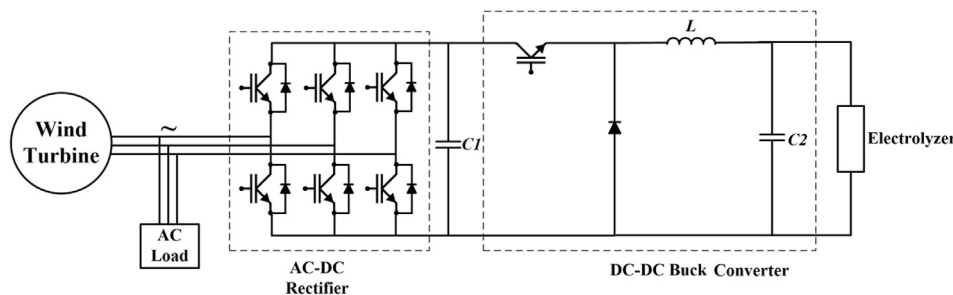 Wind
Turbine
~
AC
Load
AC-DC
Rectifier
C1
L
C2
DC-DC Buck Converter
Electrolyzer